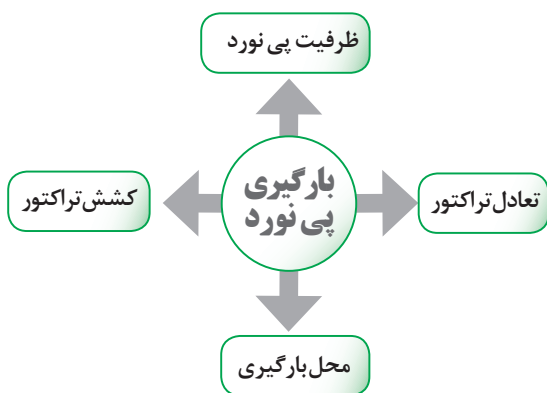 ظرفیت پی نورد
بارگیری
پی نورد
تعادل تراکتور
کشش تراکتور
محل بارگیری